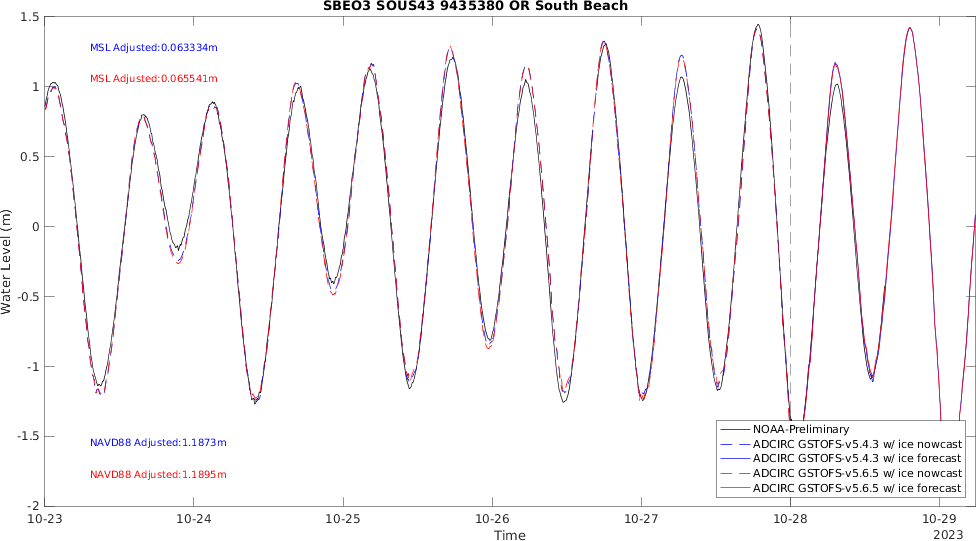 SBEO3 SOUS43 9435380 OR South Beach
1.5
1
0.5
0
-0.5
-1
-1.5
-2
Water Level (m)
MSL Adjusted:0.063334m
MSL Adjusted:0.065541m
NAVD88 Adjusted:1.1873m
NAVD88 Adjusted:1.1895m
NOAA-Preliminary
ADCIRC GSTOFS-v5.4.3 w/ ice nowcast
ADCIRC GSTOFS-v5.4.3 w/ ice forecast
ADCIRC GSTOFS-v5.6.5 w/ ice nowcast
ADCIRC GSTOFS-v5.6.5 w/ ice forecast
10-23 10-24 10-25 10-26 10-27 10-28 10-29
Time
2023